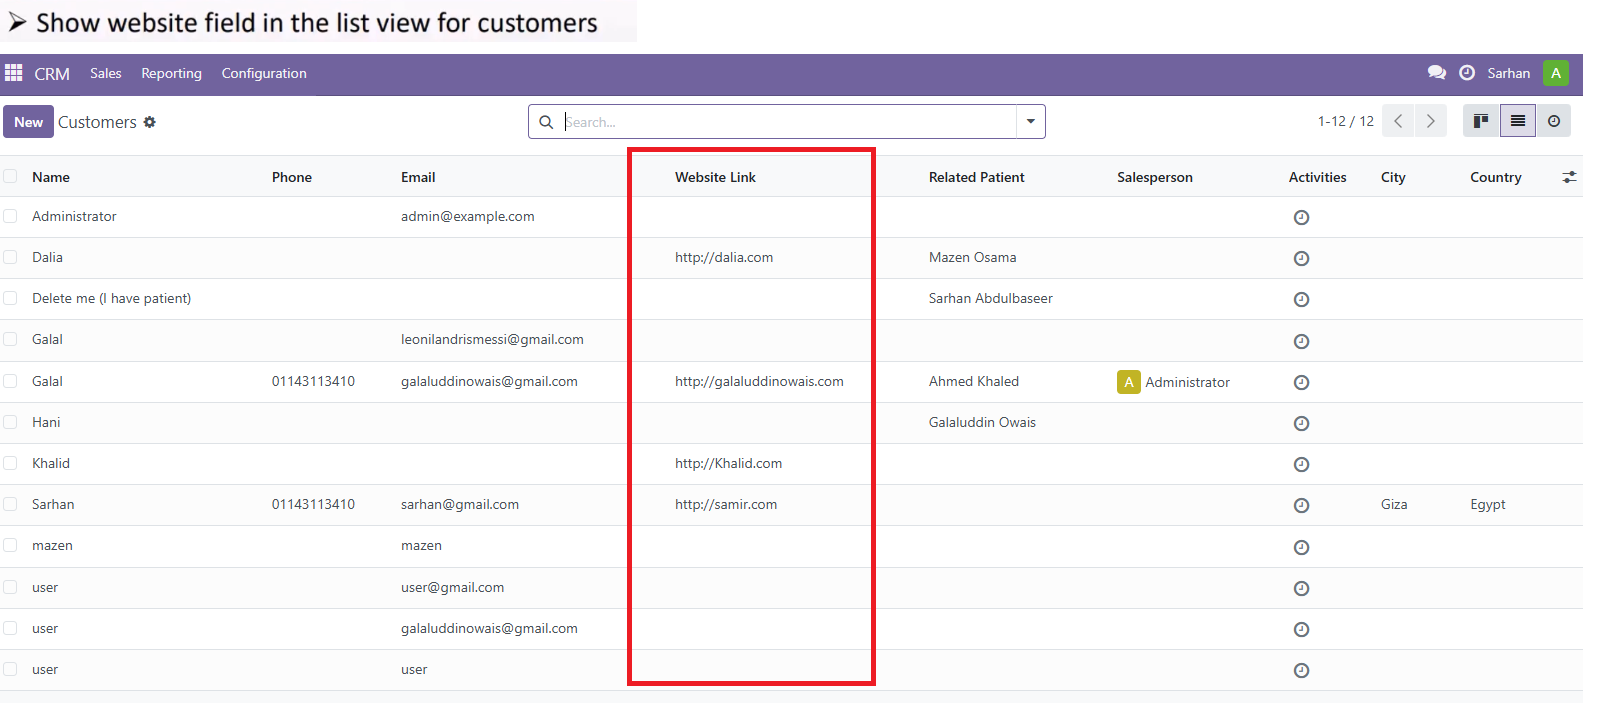 ➤ Show website field in the list view for customers
CRM Sales Reporting Configuration Sarhan A
New Customers Search... 1-12 / 12
Name Phone Email Website Link Related Patient Salesperson Activities City Country
Administrator admin@example.com
Dalia http://dalia.com Mazen Osama
Delete me (I have patient) Sarhan Abdulbaseer
Galal leonilandrismessi@gmail.com
Galal 01143113410 galaluddinowais@gmail.com http://galaluddinowais.com Ahmed Khaled A Administrator
Hani Galaluddin Owais
Khalid http://Khalid.com
Sarhan 01143113410 sarhan@gmail.com http://samir.com Giza Egypt
mazen mazen
user user@gmail.com
user galaluddinowais@gmail.com
user user